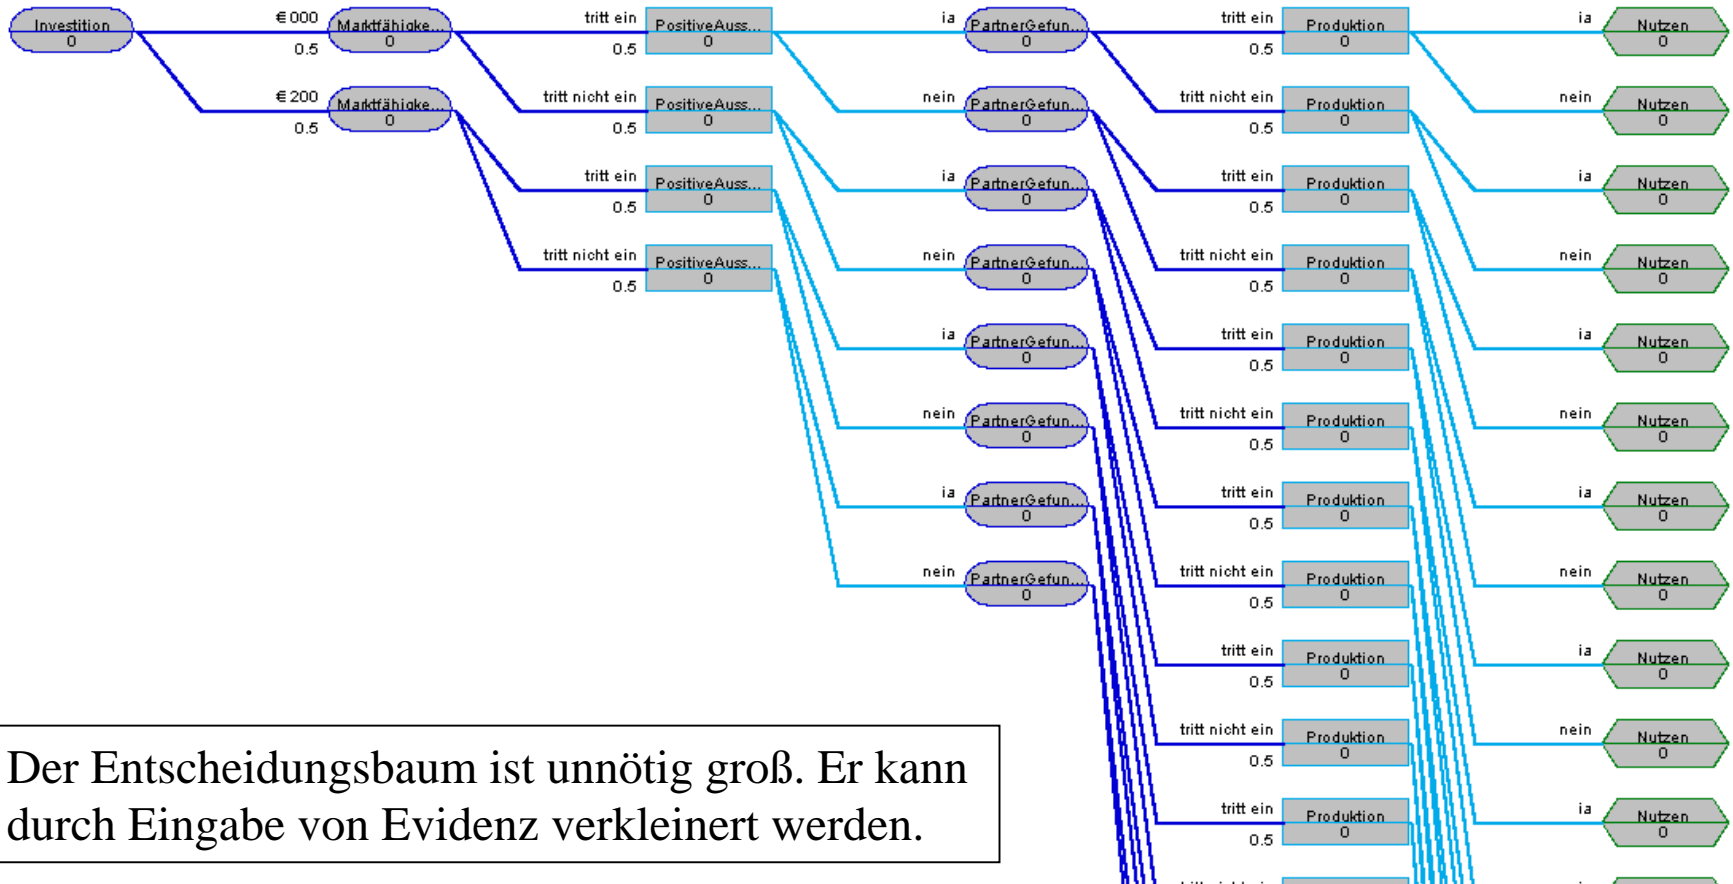 Investition
0
€ 000
0.5
Marktfähigke...
0
tritt ein
0.5
PositiveAuss...
0
ja
PartnerGefun...
0
tritt ein
0.5
Produktion
0
ja
Nutzen
0
€ 200
0.5
Marktfähigke...
0
tritt nicht ein
0.5
PositiveAuss...
0
nein
PartnerGefun...
0
tritt nicht ein
0.5
Produktion
0
nein
Nutzen
0
tritt ein
0.5
PositiveAuss...
0
ja
PartnerGefun...
0
tritt ein
0.5
Produktion
0
ja
Nutzen
0
tritt nicht ein
0.5
PositiveAuss...
0
nein
PartnerGefun...
0
tritt nicht ein
0.5
Produktion
0
nein
Nutzen
0
ja
PartnerGefun...
0
tritt ein
0.5
Produktion
0
ja
Nutzen
0
nein
PartnerGefun...
0
tritt nicht ein
0.5
Produktion
0
nein
Nutzen
0
ja
PartnerGefun...
0
tritt ein
0.5
Produktion
0
ja
Nutzen
0
nein
PartnerGefun...
0
tritt nicht ein
0.5
Produktion
0
nein
Nutzen
0
tritt ein
0.5
Produktion
0
ja
Nutzen
0
tritt nicht ein
0.5
Produktion
0
nein
Nutzen
0
tritt ein
0.5
Produktion
0
ja
Nutzen
0
Der Entscheidungsbaum ist unnötig groß. Er kann
durch Eingabe von Evidenz verkleinert werden.